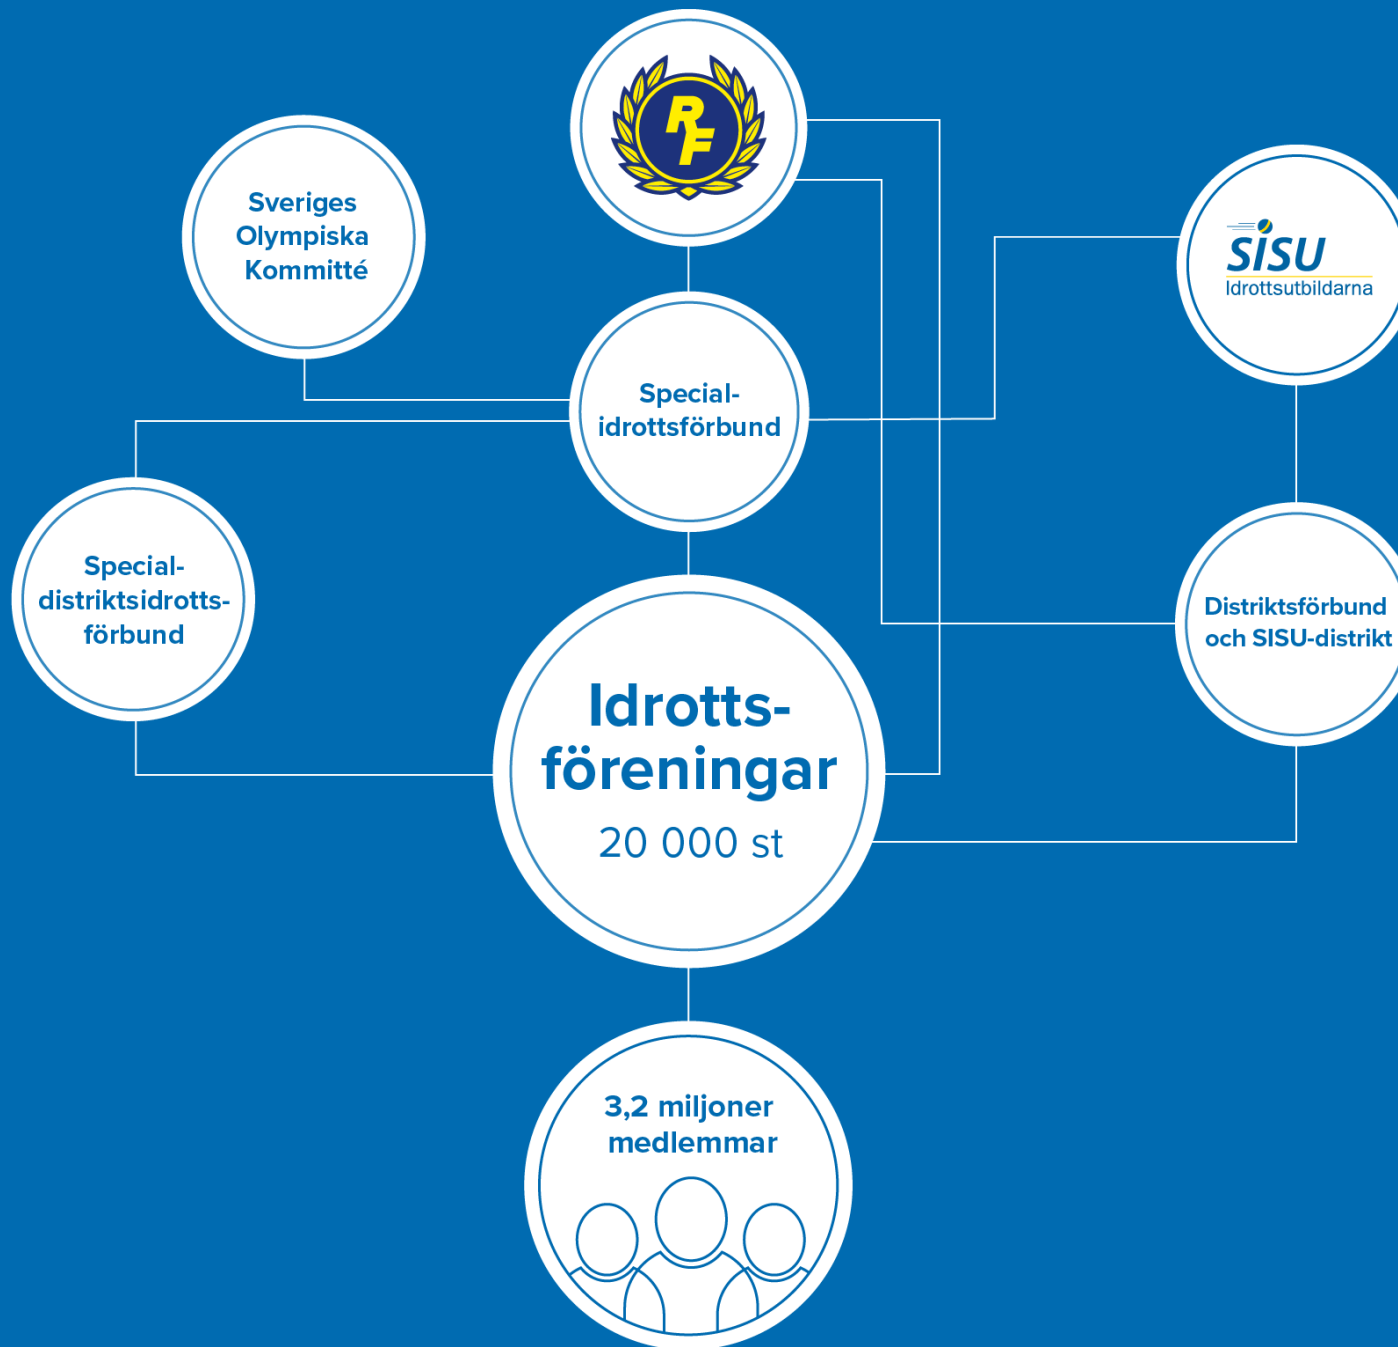 RF
Sveriges
Olympiska
Kommitté
SISU
Idrottsutbildarna
Special-
idrottsförbund
Special-
distriktsidrotts-
förbund
Distriktsförbund
och SISU-distrikt
Idrotts-
föreningar
20 000 st
3,2 miljoner
medlemmar